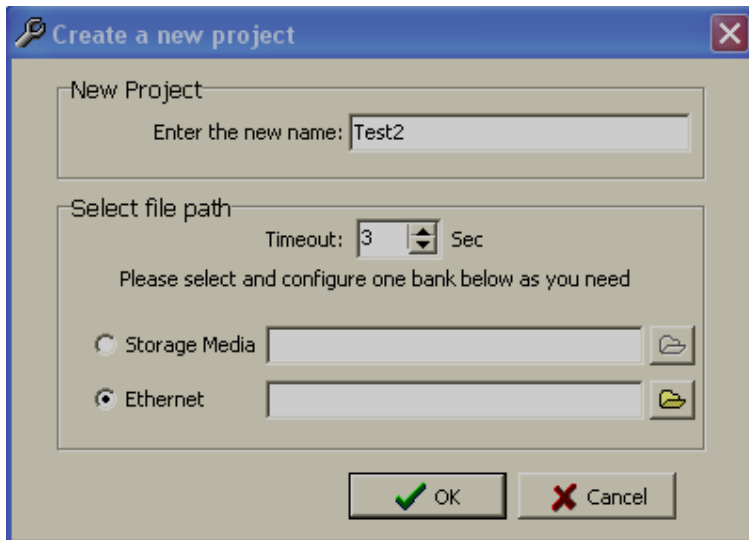 Create a new project
New Project
Enter the new name: Test2
Select file path
Timeout: 3 Sec
Please select and configure one bank below as you need
Storage Media
Ethernet
OK Cancel